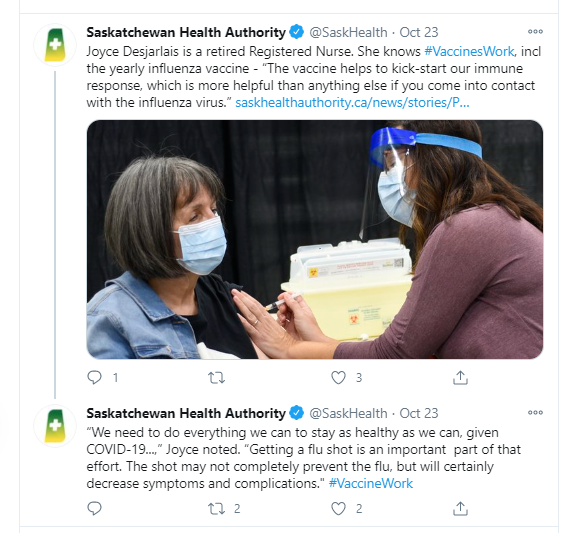 Saskatchewan Health Authority @SaskHealth · Oct 23
Joyce Desjarlais is a retired Registered Nurse. She knows #VaccinesWork, incl
the yearly influenza vaccine - “The vaccine helps to kick-start our immune
response, which is more helpful than anything else if you come into contact
with the influenza virus.” saskhealthauthority.ca/news/stories/P...
1
3
Saskatchewan Health Authority @SaskHealth · Oct 23
“We need to do everything we can to stay as healthy as we can, given
COVID-19...,” Joyce noted. “Getting a flu shot is an important  part of that
effort. The shot may not completely prevent the flu, but will certainly
decrease symptoms and complications." #VaccineWork
2
2